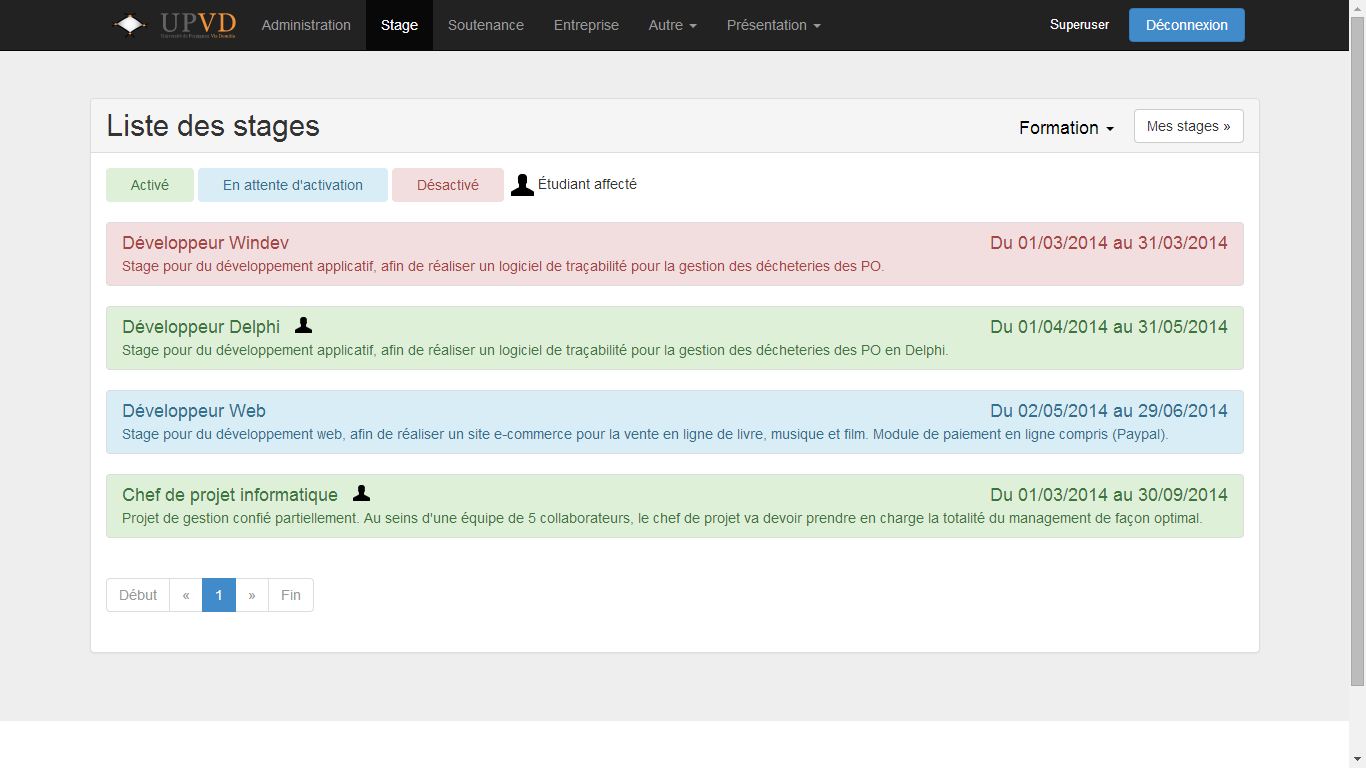 UPVD Administration Stage Soutenance Entreprise Autre Présentation Superuser Déconnexion
Université de Perpignan Via Domitia
Liste des stages Formation Mes stages »
Activé En attente d'activation Désactivé Étudiant affecté
Développeur Windev Du 01/03/2014 au 31/03/2014
Stage pour du développement applicatif, afin de réaliser un logiciel de traçabilité pour la gestion des décheteries des PO.
Développeur Delphi Du 01/04/2014 au 31/05/2014
Stage pour du développement applicatif, afin de réaliser un logiciel de traçabilité pour la gestion des décheteries des PO en Delphi.
Développeur Web Du 02/05/2014 au 29/06/2014
Stage pour du développement web, afin de réaliser un site e-commerce pour la vente en ligne de livre, musique et film. Module de paiement en ligne compris (Paypal).
Chef de projet informatique Du 01/03/2014 au 30/09/2014
Projet de gestion confié partiellement. Au seins d'une équipe de 5 collaborateurs, le chef de projet va devoir prendre en charge la totalité du management de façon optimal.
Début « 1 » Fin